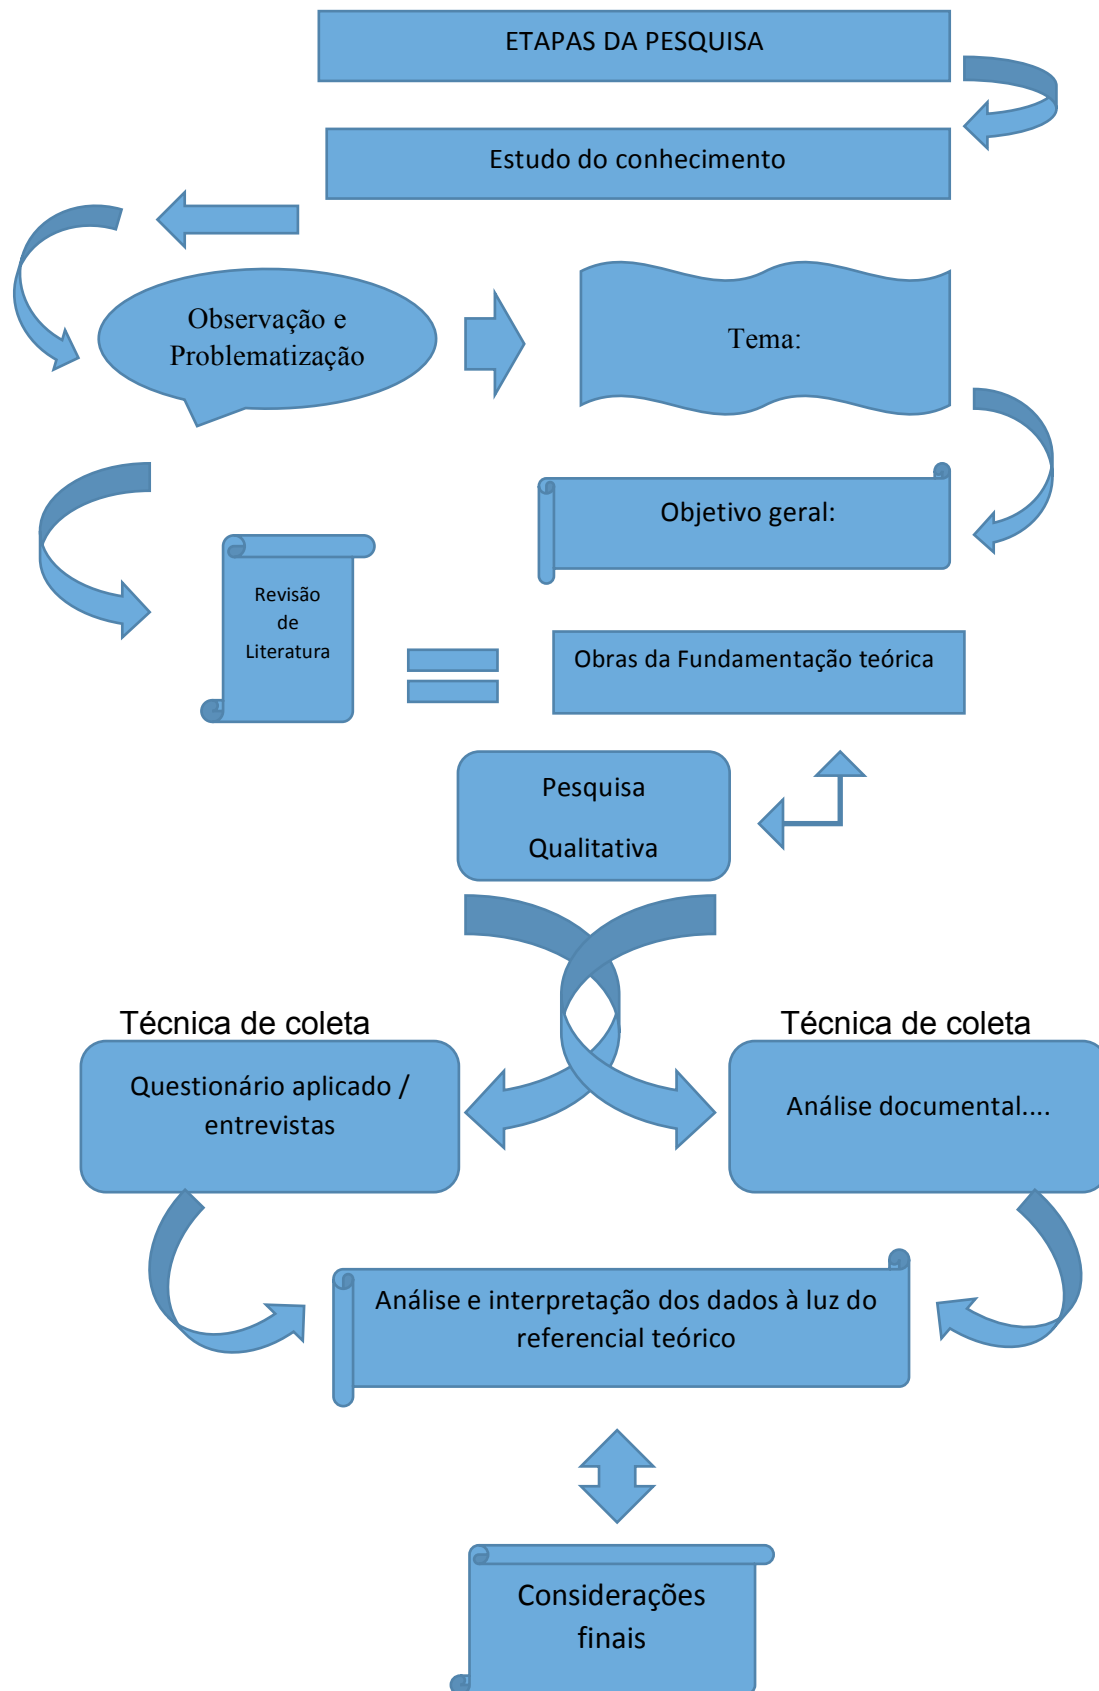 ETAPAS DA PESQUISA
Estudo do conhecimento
Observação e
Problematização
Tema:
Objetivo geral:
Revisão
de
Literatura
Obras da Fundamentação teórica
Pesquisa
Qualitativa
Técnica de coleta
Questionário aplicado /
entrevistas
Técnica de coleta
Análise documental....
Análise e interpretação dos dados à luz do
referencial teórico
Considerações
finais